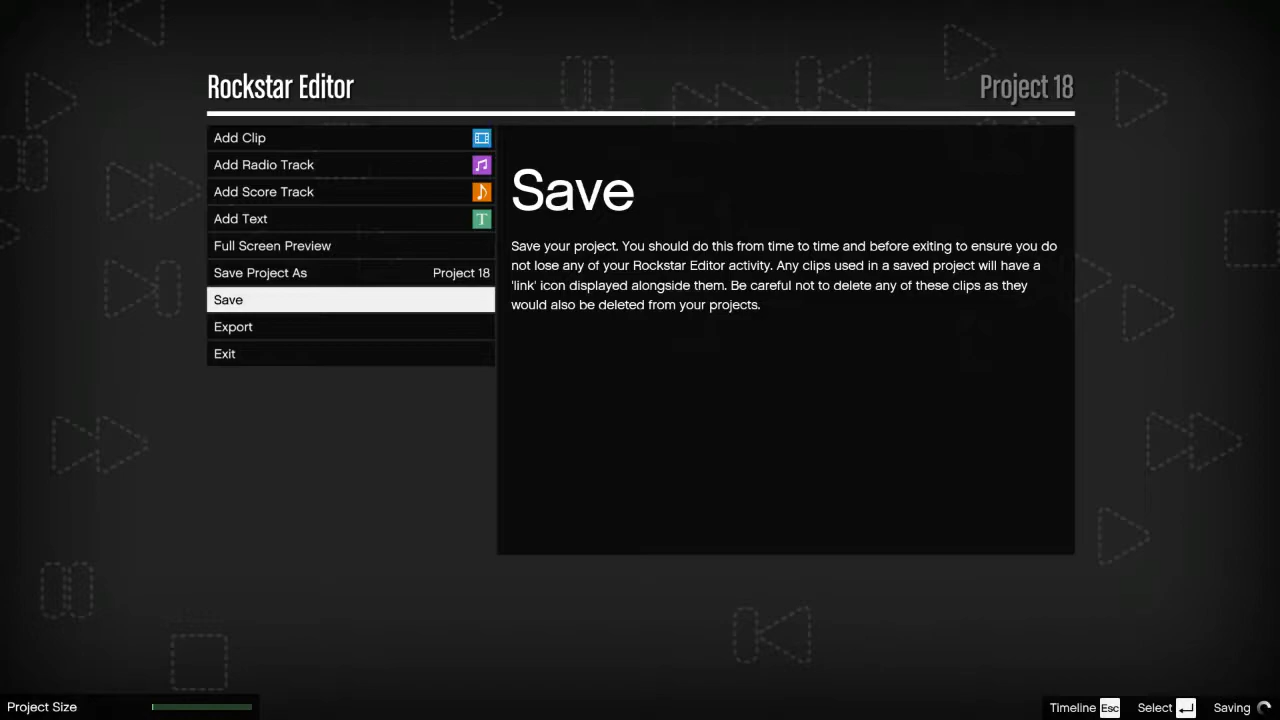 Rockstar Editor
Project 18
Add Clip
Add Radio Track
Add Score Track
Add Text
T
Full Screen Preview
Save Project As Project 18
Save
Export
Exit
Save
Save your project. You should do this from time to time and before exiting to ensure you do
not lose any of your Rockstar Editor activity. Any clips used in a saved project will have a
'link' icon displayed alongside them. Be careful not to delete any of these clips as they
would also be deleted from your projects.
Project Size
Timeline Esc Select Saving